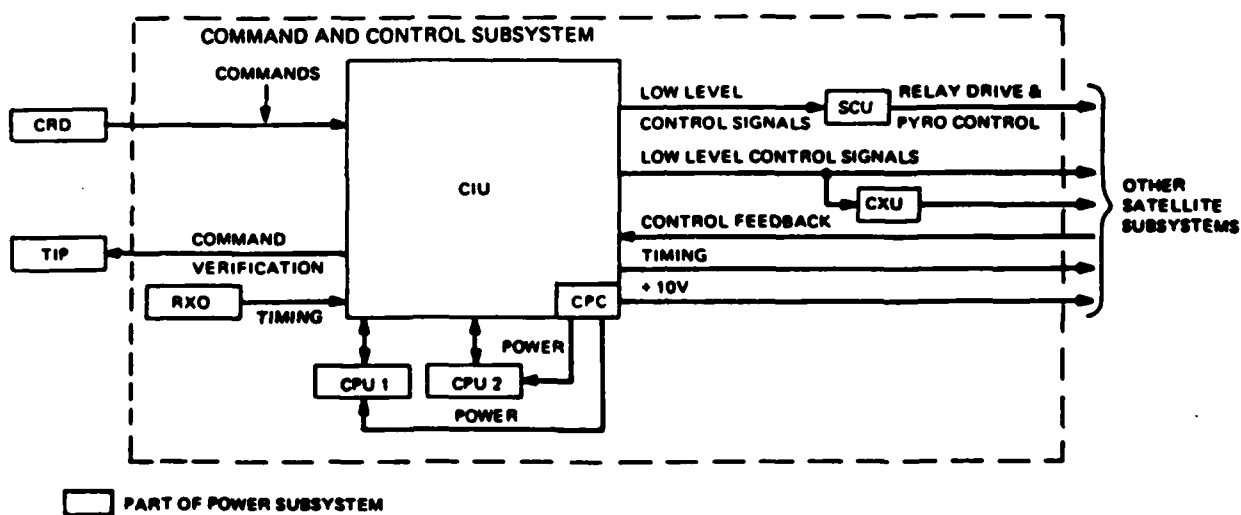 COMMAND AND CONTROL SUBSYSTEM
COMMANDS
CRD
CIU
LOW LEVEL
CONTROL SIGNALS
SCU
RELAY DRIVE &
PYRO CONTROL
LOW LEVEL CONTROL SIGNALS
CXU
OTHER
SATELLITE
SUBSYSTEMS
CONTROL FEEDBACK
TIP
COMMAND
VERIFICATION
TIMING
+ 10V
RXO
TIMING
CPC
POWER
CPU 1
CPU 2
POWER
PART OF POWER SUBSYSTEM